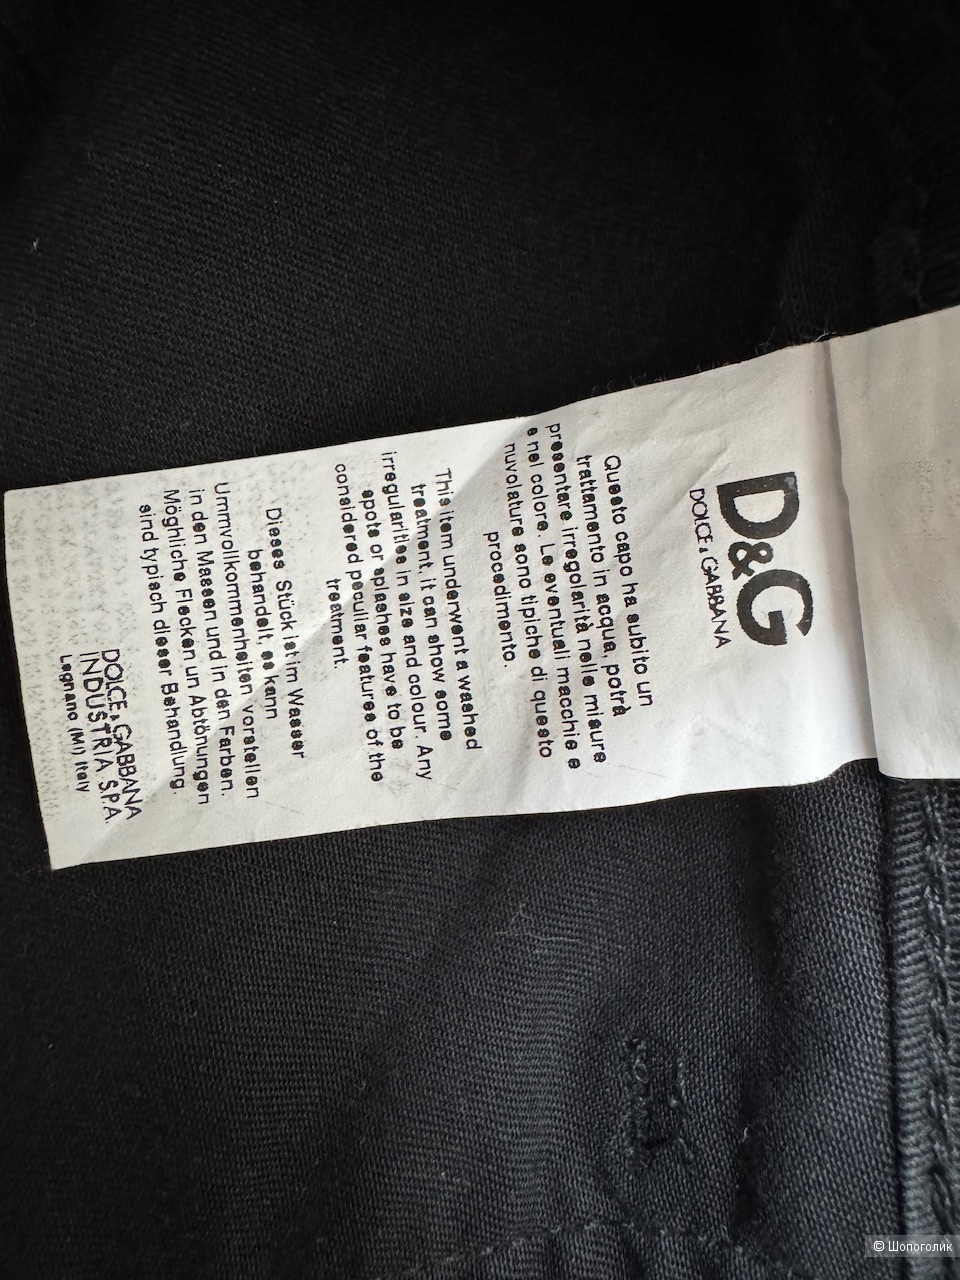 D&G
DOLCE & GABBANA
Questo capo ha subito un
trattamento in acqua, potrà
presentare irregolarità nelle misure
e nel colore. Le eventuali macchie e
nuvolature sono tipiche di questo
procedimento.
This item underwent a washed
treatment, it can show some
irregularities in size and colour. Any
spots or splashes have to be
considered peculiar features of the
treatment.
Dieses Stück ist im Wasser
behandelt, es kann
Ummvollkommenheiten vorstellen
in den Massen und in den Farben.
Mögliche Flecken un Abtönungen
sind typisch dieser Behandlung.
DOLCE & GABBANA
INDUSTRIA S.P.A.
Legnano (MI) Italy
© Шопоголик